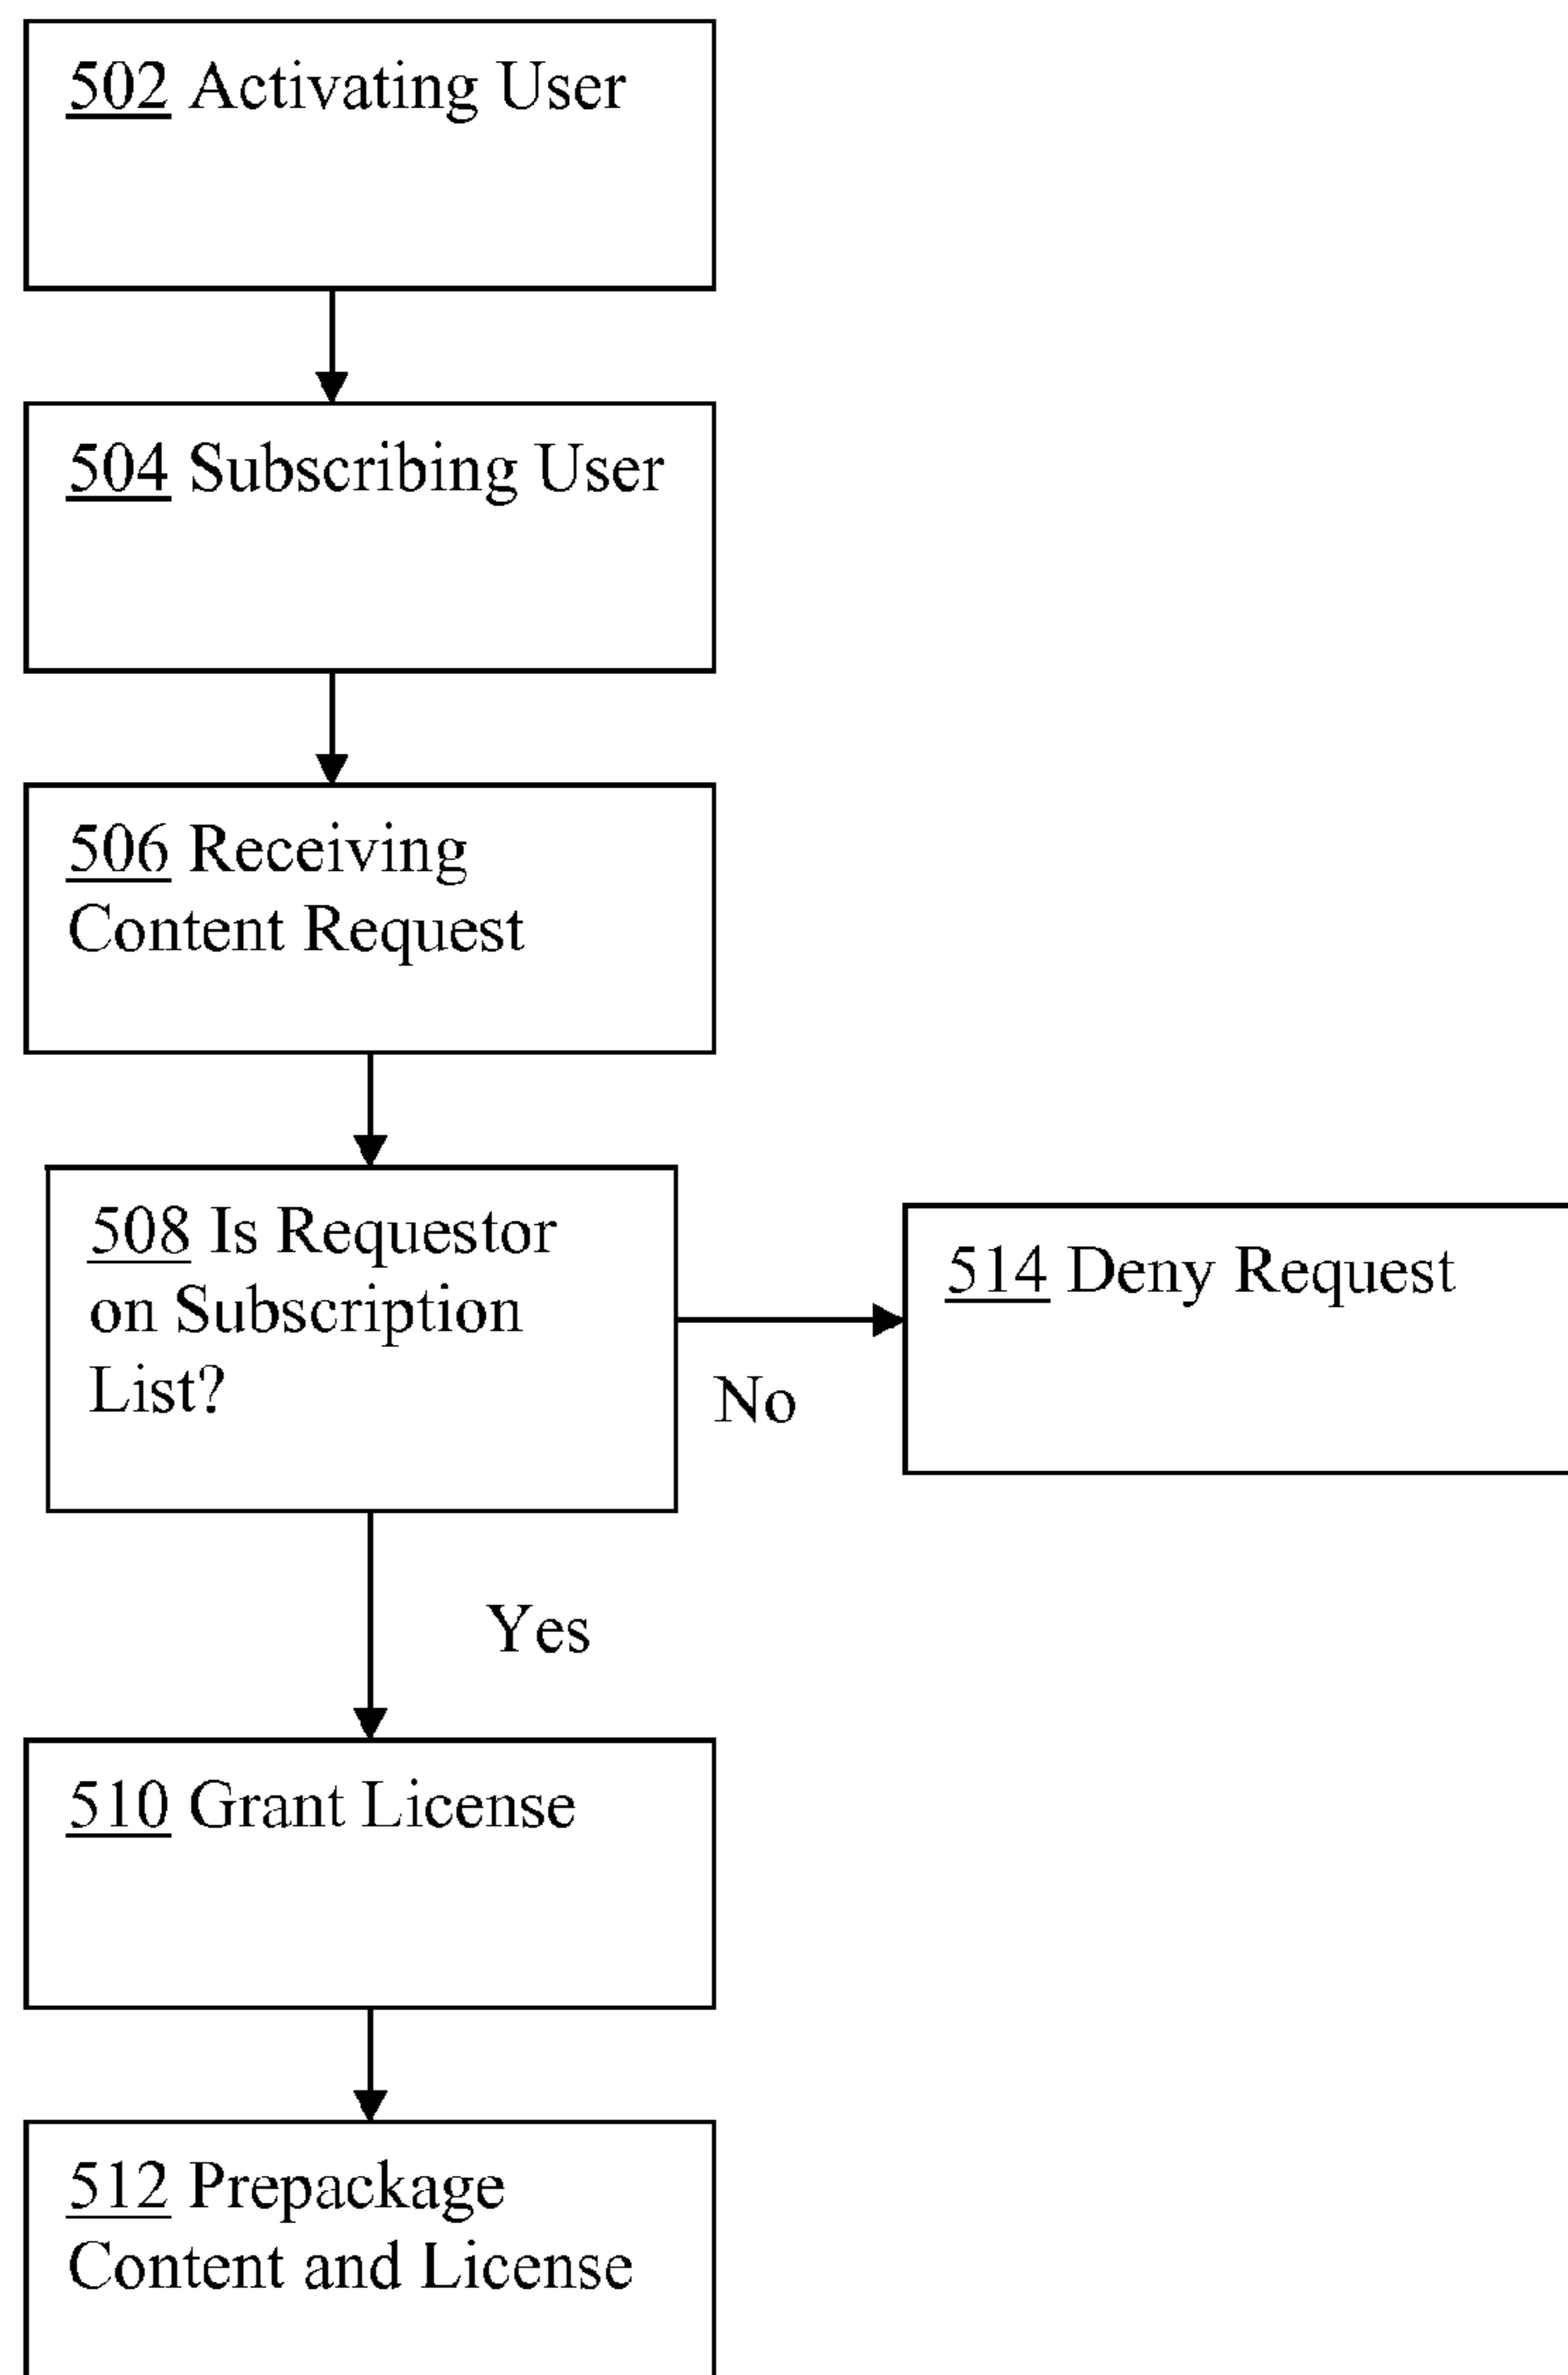 502 Activating User
504 Subscribing User
506 Receiving
Content Request
508 Is Requestor
on Subscription
List?
514 Deny Request
No
Yes
510 Grant License
512 Prepackage
Content and License